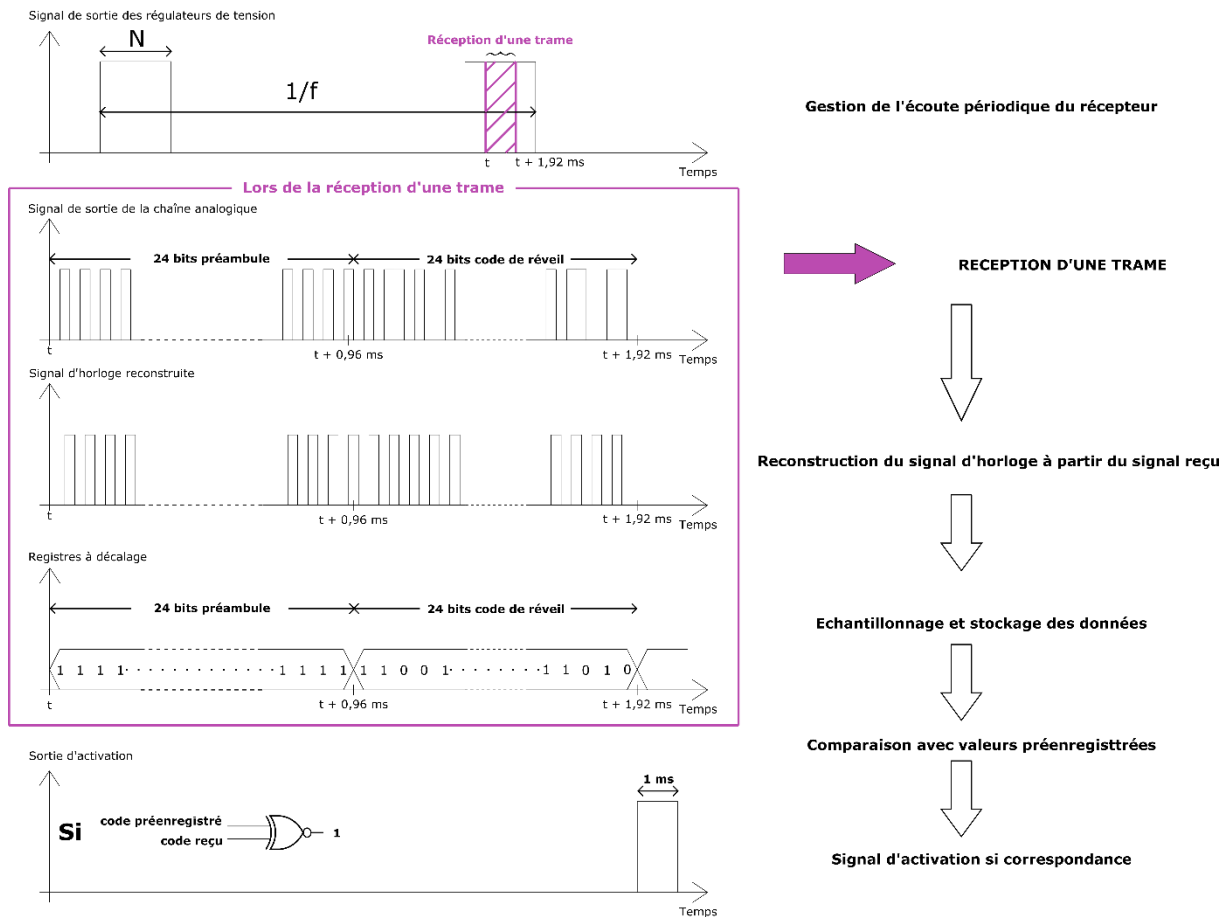 Signal de sortie des régulateurs de tension
N
Réception d'une trame
1/f
t
t + 1,92 ms
Temps
Gestion de l'écoute périodique du récepteur
Lors de la réception d'une trame
Signal de sortie de la chaîne analogique
24 bits préambule
24 bits code de réveil
t
t + 0,96 ms
t + 1,92 ms
Temps
RECEPTION D'UNE TRAME
Signal d'horloge reconstruite
t
t + 0,96 ms
t + 1,92 ms
Temps
Reconstruction du signal d'horloge à partir du signal reçu
Registres à décalage
24 bits préambule
24 bits code de réveil
1 1 1 1 · · · · · · · · · · · · · · 1 1 1 1 1 1 0 0 1 · · · · · · · · 1 1 0 1 0
t
t + 0,96 ms
t + 1,92 ms
Temps
Echantillonnage et stockage des données
Comparaison avec valeurs préenregisttrées
Sortie d'activation
Si
code préenregistré
code reçu
1
1 ms
Temps
Signal d'activation si correspondance